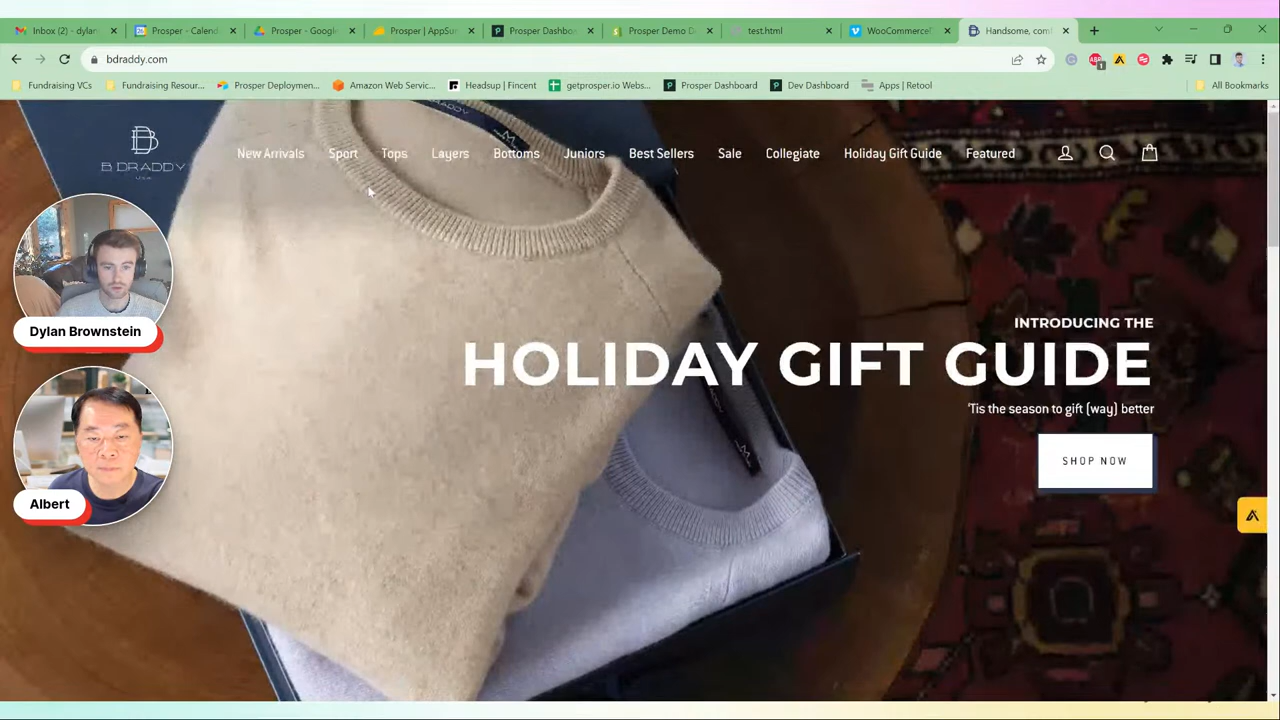 Inbox (2) - dylan
Prosper - Calend
Prosper - Google
Prosper | AppSu
Prosper Dashbo
Prosper Demo D
test.html
WooCommerce
Handsome, coml
bdraddy.com
1
Fundraising VCs
Fundraising Resour...
Prosper Deploymen...
Amazon Web Servic...
Headsup | Fincent
getprosper.io Webs...
Prosper Dashboard
Dev Dashboard
Apps | Retool
All Bookmarks
B DRADDY
New Arrivals
Sport
Tops
Layers
Bottoms
Juniors
Best Sellers
Sale
Collegiate
Holiday Gift Guide
Featured
Dylan Brownstein
Albert
INTRODUCING THE
HOLIDAY GIFT GUIDE
'Tis the season to gift (way) better
SHOP NOW